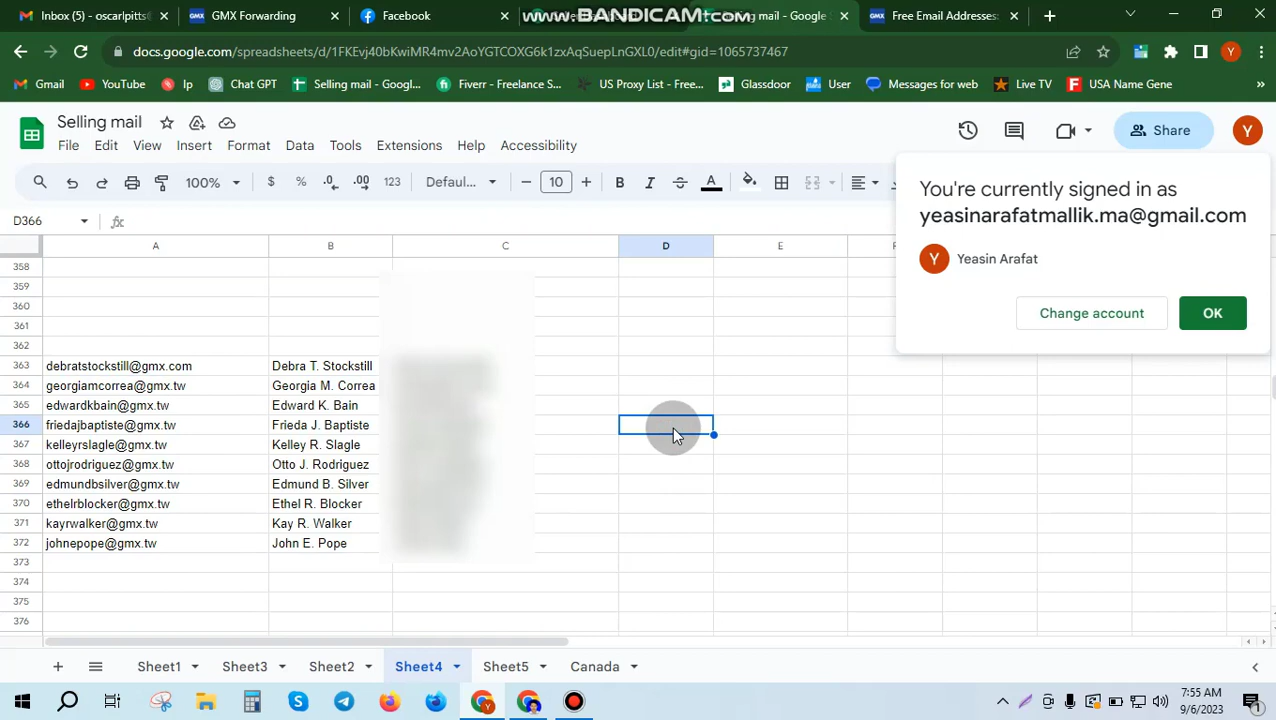 Inbox (57) - oscarpitts
GMX Forwarding
Facebook
www.BANDICAM.com
mail - Google
Free Email Addresses
docs.google.com/spreadsheets/d/1FKEvj40bKwiMR4mv2AoYGTCOXG6k1zxAqSuepLnGXL0/edit#gid=1065737467
Gmail
YouTube
Ip
Chat GPT
Selling mail - Googl...
Fiverr - Freelance S...
US Proxy List - Free...
Glassdoor
User
Messages for web
Live TV
USA Name Gene
Selling mail
File Edit View Insert Format Data Tools Extensions Help Accessibility
Share
Y
100% $ % .0 .00 123 Defaul... 10 B I A
D366 fx
You're currently signed in as
yeasinarafatmallik.ma@gmail.com
Y Yeasin Arafat
Change account OK
A B C D E
358
359
360
361
362
363 debratstockstill@gmx.com Debra T. Stockstill
364 georgiamcorrea@gmx.tw Georgia M. Correa
365 edwardkbain@gmx.tw Edward K. Bain
366 friedajbaptiste@gmx.tw Frieda J. Baptiste
367 kelleyrslagle@gmx.tw Kelley R. Slagle
368 ottojrodriguez@gmx.tw Otto J. Rodriguez
369 edmundbsilver@gmx.tw Edmund B. Silver
370 ethelrblocker@gmx.tw Ethel R. Blocker
371 kayrwalker@gmx.tw Kay R. Walker
372 johnepope@gmx.tw John E. Pope
373
374
375
376
Sheet1 Sheet3 Sheet2 Sheet4 Sheet5 Canada
7:55 AM
9/6/2023